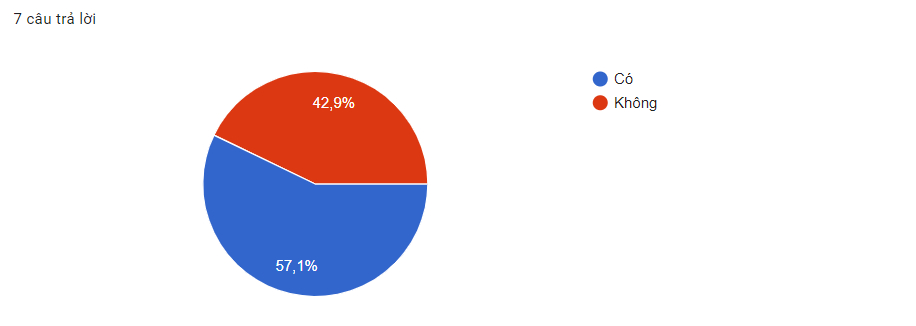 7 câu trả lời
Có
Không
42,9%
57,1%